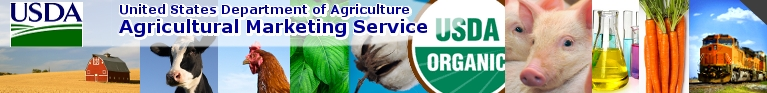 USDA
United States Department of Agriculture
Agricultural Marketing Service
USDA
ORGANIC